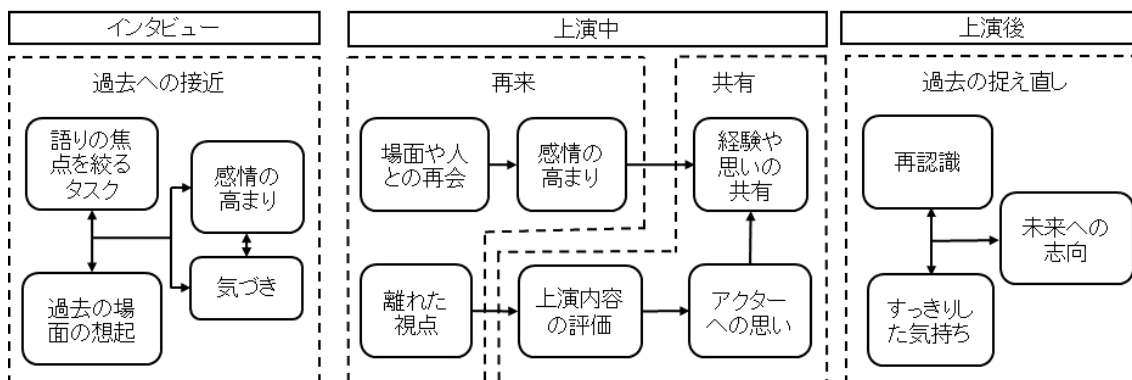 インタビュー
上演中
上演後
過去への接近
再来
共有
過去の捉え直し
語りの焦
点を絞る
タスク
感情の
高まり
過去の場
面の想起
気づき
場面や人
との再会
感情の
高まり
経験や
思いの
共有
離れた
視点
上演内容
の評価
アクター
への思い
再認識
未来への
志向
すっきりし
た気持ち